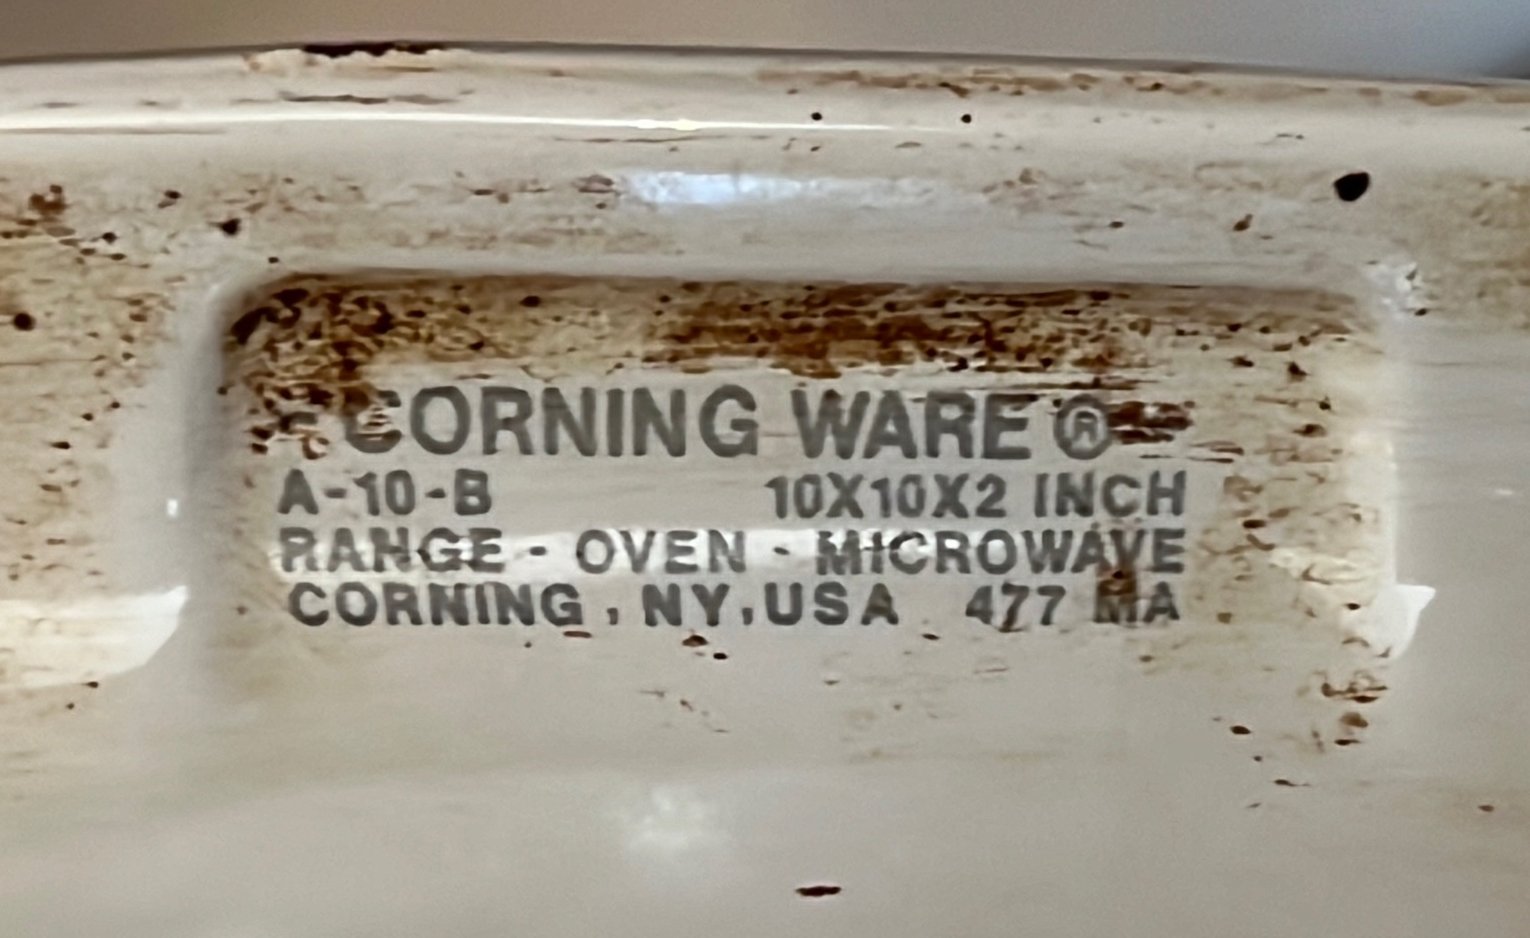 CORNING WARE ®
A-10-B 10X10X2 INCH
RANGE - OVEN - MICROWAVE
CORNING, NY, USA 477 MA